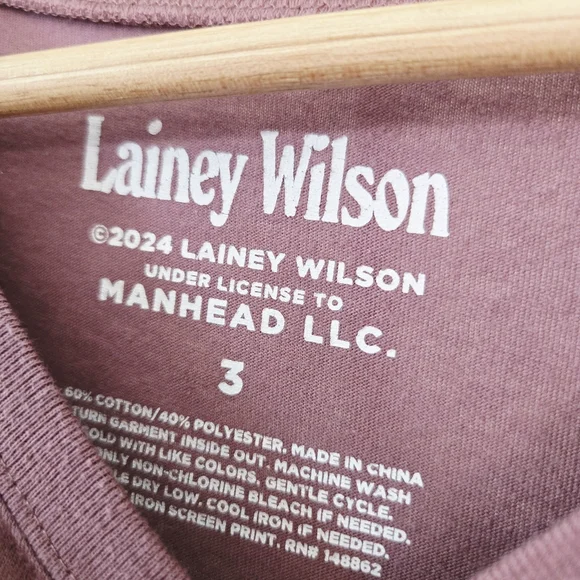 Lainey Wilson
©2024 LAINEY WILSON
UNDER LICENSE TO
MANHEAD LLC.
3
60% COTTON/40% POLYESTER. MADE IN CHINA
TURN GARMENT INSIDE OUT. MACHINE WASH
OLD WITH LIKE COLORS, GENTLE CYCLE.
ONLY NON-CHLORINE BLEACH IF NEEDED.
LE DRY LOW. COOL IRON IF NEEDED.
IRON SCREEN PRINT. RN# 148862